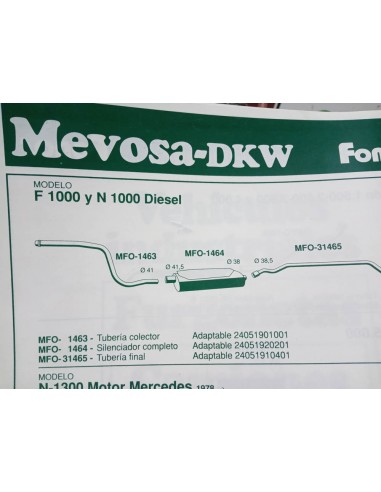 Mevosa-DKW Fon
MODELO
F 1000 y N 1000 Diesel
MFO-1463 MFO-1464 MFO-31465
Ø 41 Ø 41,5 Ø 38 Ø 38,5
MFO- 1463 - Tubería colector Adaptable 24051901001
MFO- 1464 - Silenciador completo Adaptable 24051920201
MFO-31465 - Tubería final Adaptable 24051910401
MODELO
N-1300 Motor Mercedes 1978